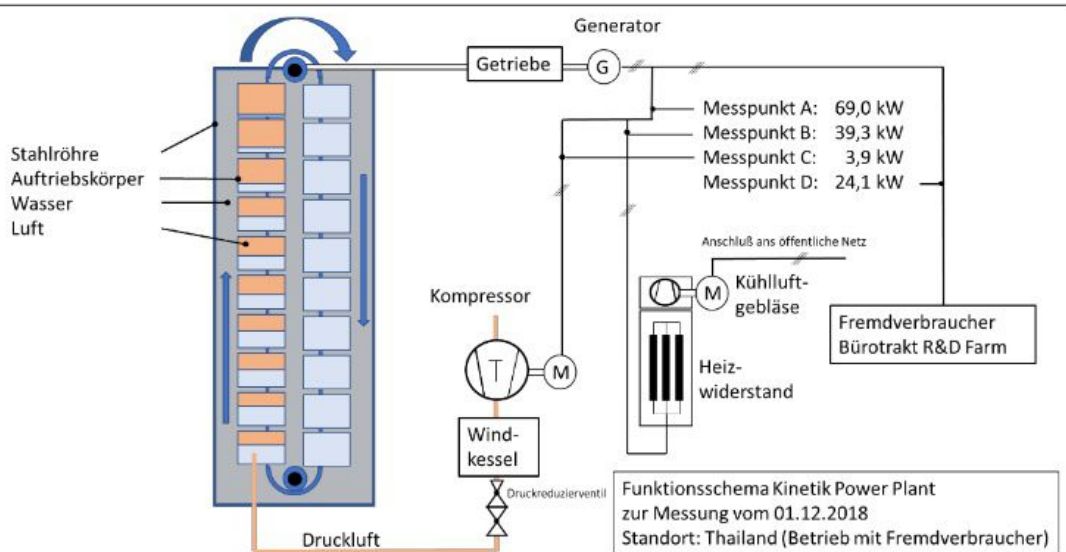 Generator
Getriebe
G
Messpunkt A: 69,0 kW
Messpunkt B: 39,3 kW
Messpunkt C: 3,9 kW
Messpunkt D: 24,1 kW
Stahlröhre
Auftriebskörper
Wasser
Luft
Anschluß ans öffentliche Netz
Kompressor
T
M
M
Kühlluft-
gebläse
Fremdverbraucher
Bürotrakt R&D Farm
Heiz-
widerstand
Wind-
kessel
Druckreduzierventil
Druckluft
Funktionsschema Kinetik Power Plant
zur Messung vom 01.12.2018
Standort: Thailand (Betrieb mit Fremdverbraucher)